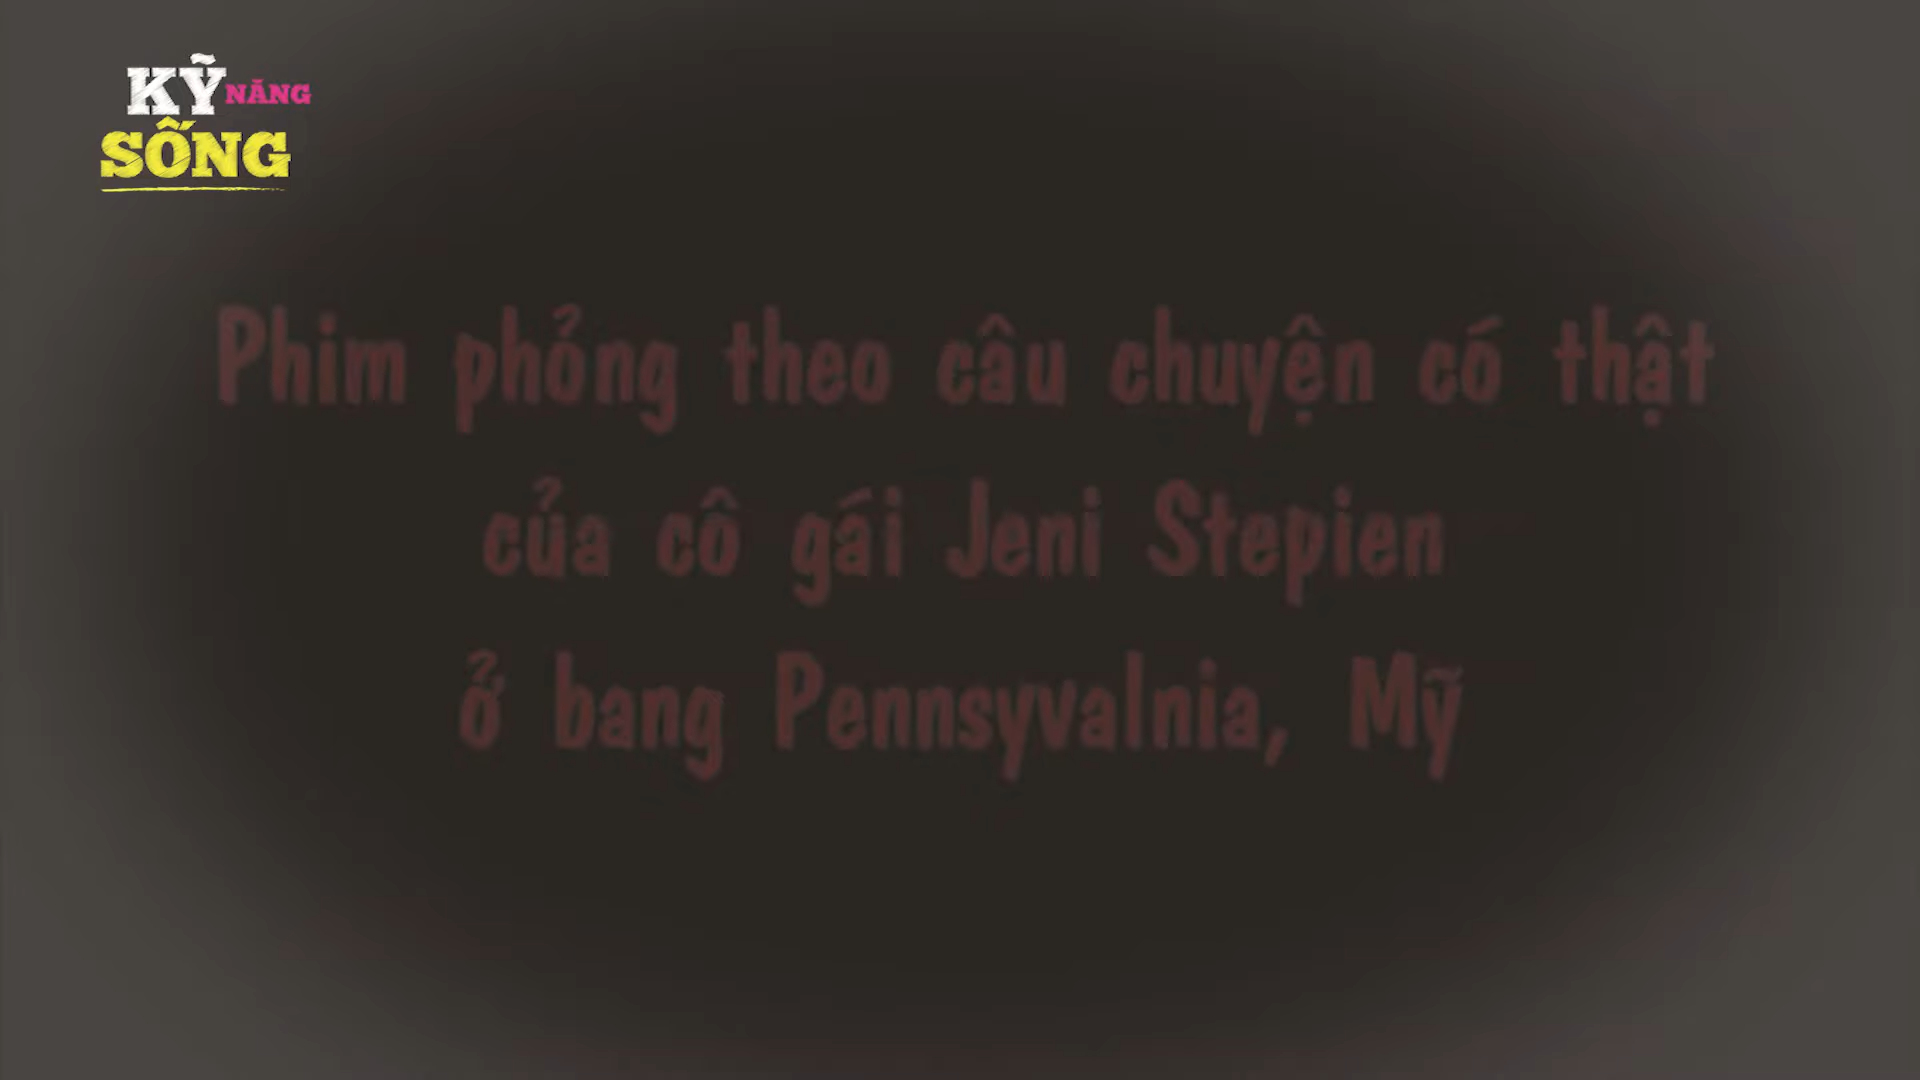 KỸ NĂNG
SỐNG
Phim phỏng theo câu chuyện có thật
của cô gái Jeni Stepien
ở bang Pennsyvalnia, Mỹ